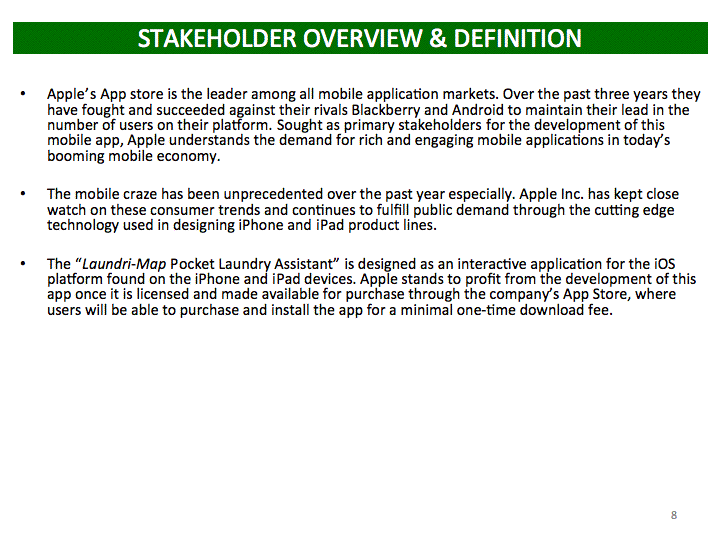 STAKEHOLDER OVERVIEW & DEFINITION
• Apple's App store is the leader among all mobile application markets. Over the past three years they
have fought and succeeded against their rivals Blackberry and Android to maintain their lead in the
number of users on their platform. Sought as primary stakeholders for the development of this
mobile app, Apple understands the demand for rich and engaging mobile applications in today's
booming mobile economy.
• The mobile craze has been unprecedented over the past year especially. Apple Inc. has kept close
watch on these consumer trends and continues to fulfill public demand through the cutting edge
technology used in designing iPhone and iPad product lines.
• The “Laundri-Map Pocket Laundry Assistant” is designed as an interactive application for the iOS
platform found on the iPhone and iPad devices. Apple stands to profit from the development of this
app once it is licensed and made available for purchase through the company's App Store, where
users will be able to purchase and install the app for a minimal one-time download fee.
8